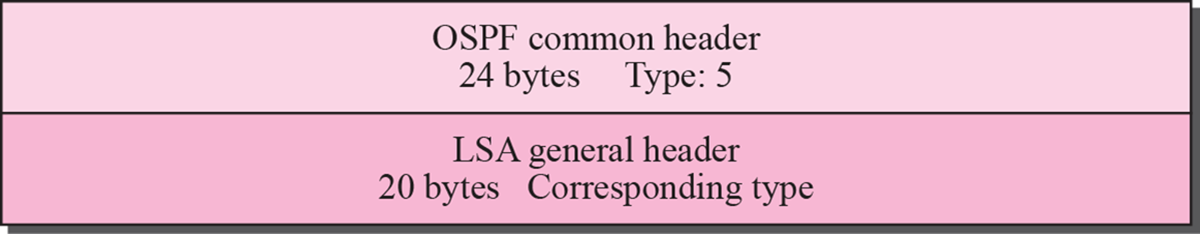 OSPF common header
24 bytes Type: 5
LSA general header
20 bytes Corresponding type